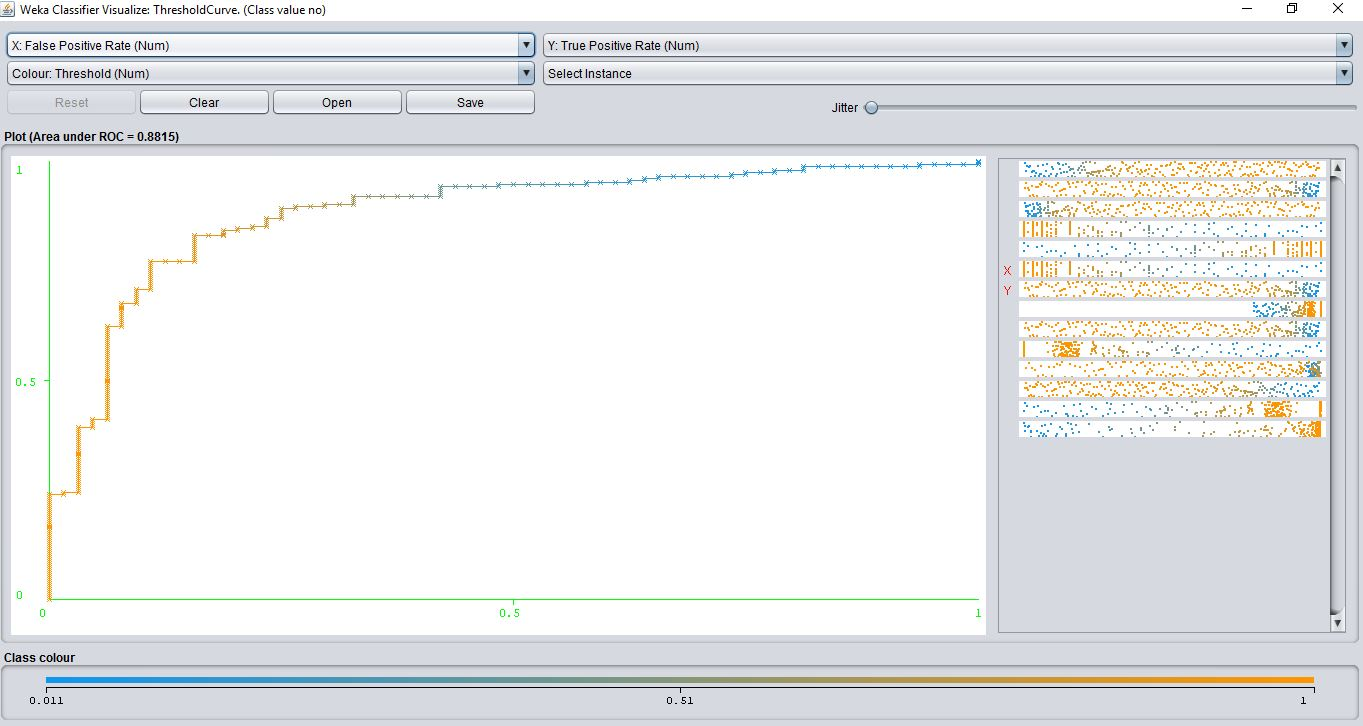 Weka Classifier Visualize: ThresholdCurve. (Class value no)
X: False Positive Rate (Num)
Y: True Positive Rate (Num)
Colour: Threshold (Num)
Select Instance
Reset
Clear
Open
Save
Jitter
Plot (Area under ROC = 0.8815)
1
0.5
0
0
0.5
1
X
Y
Class colour
0.011
0.51
1